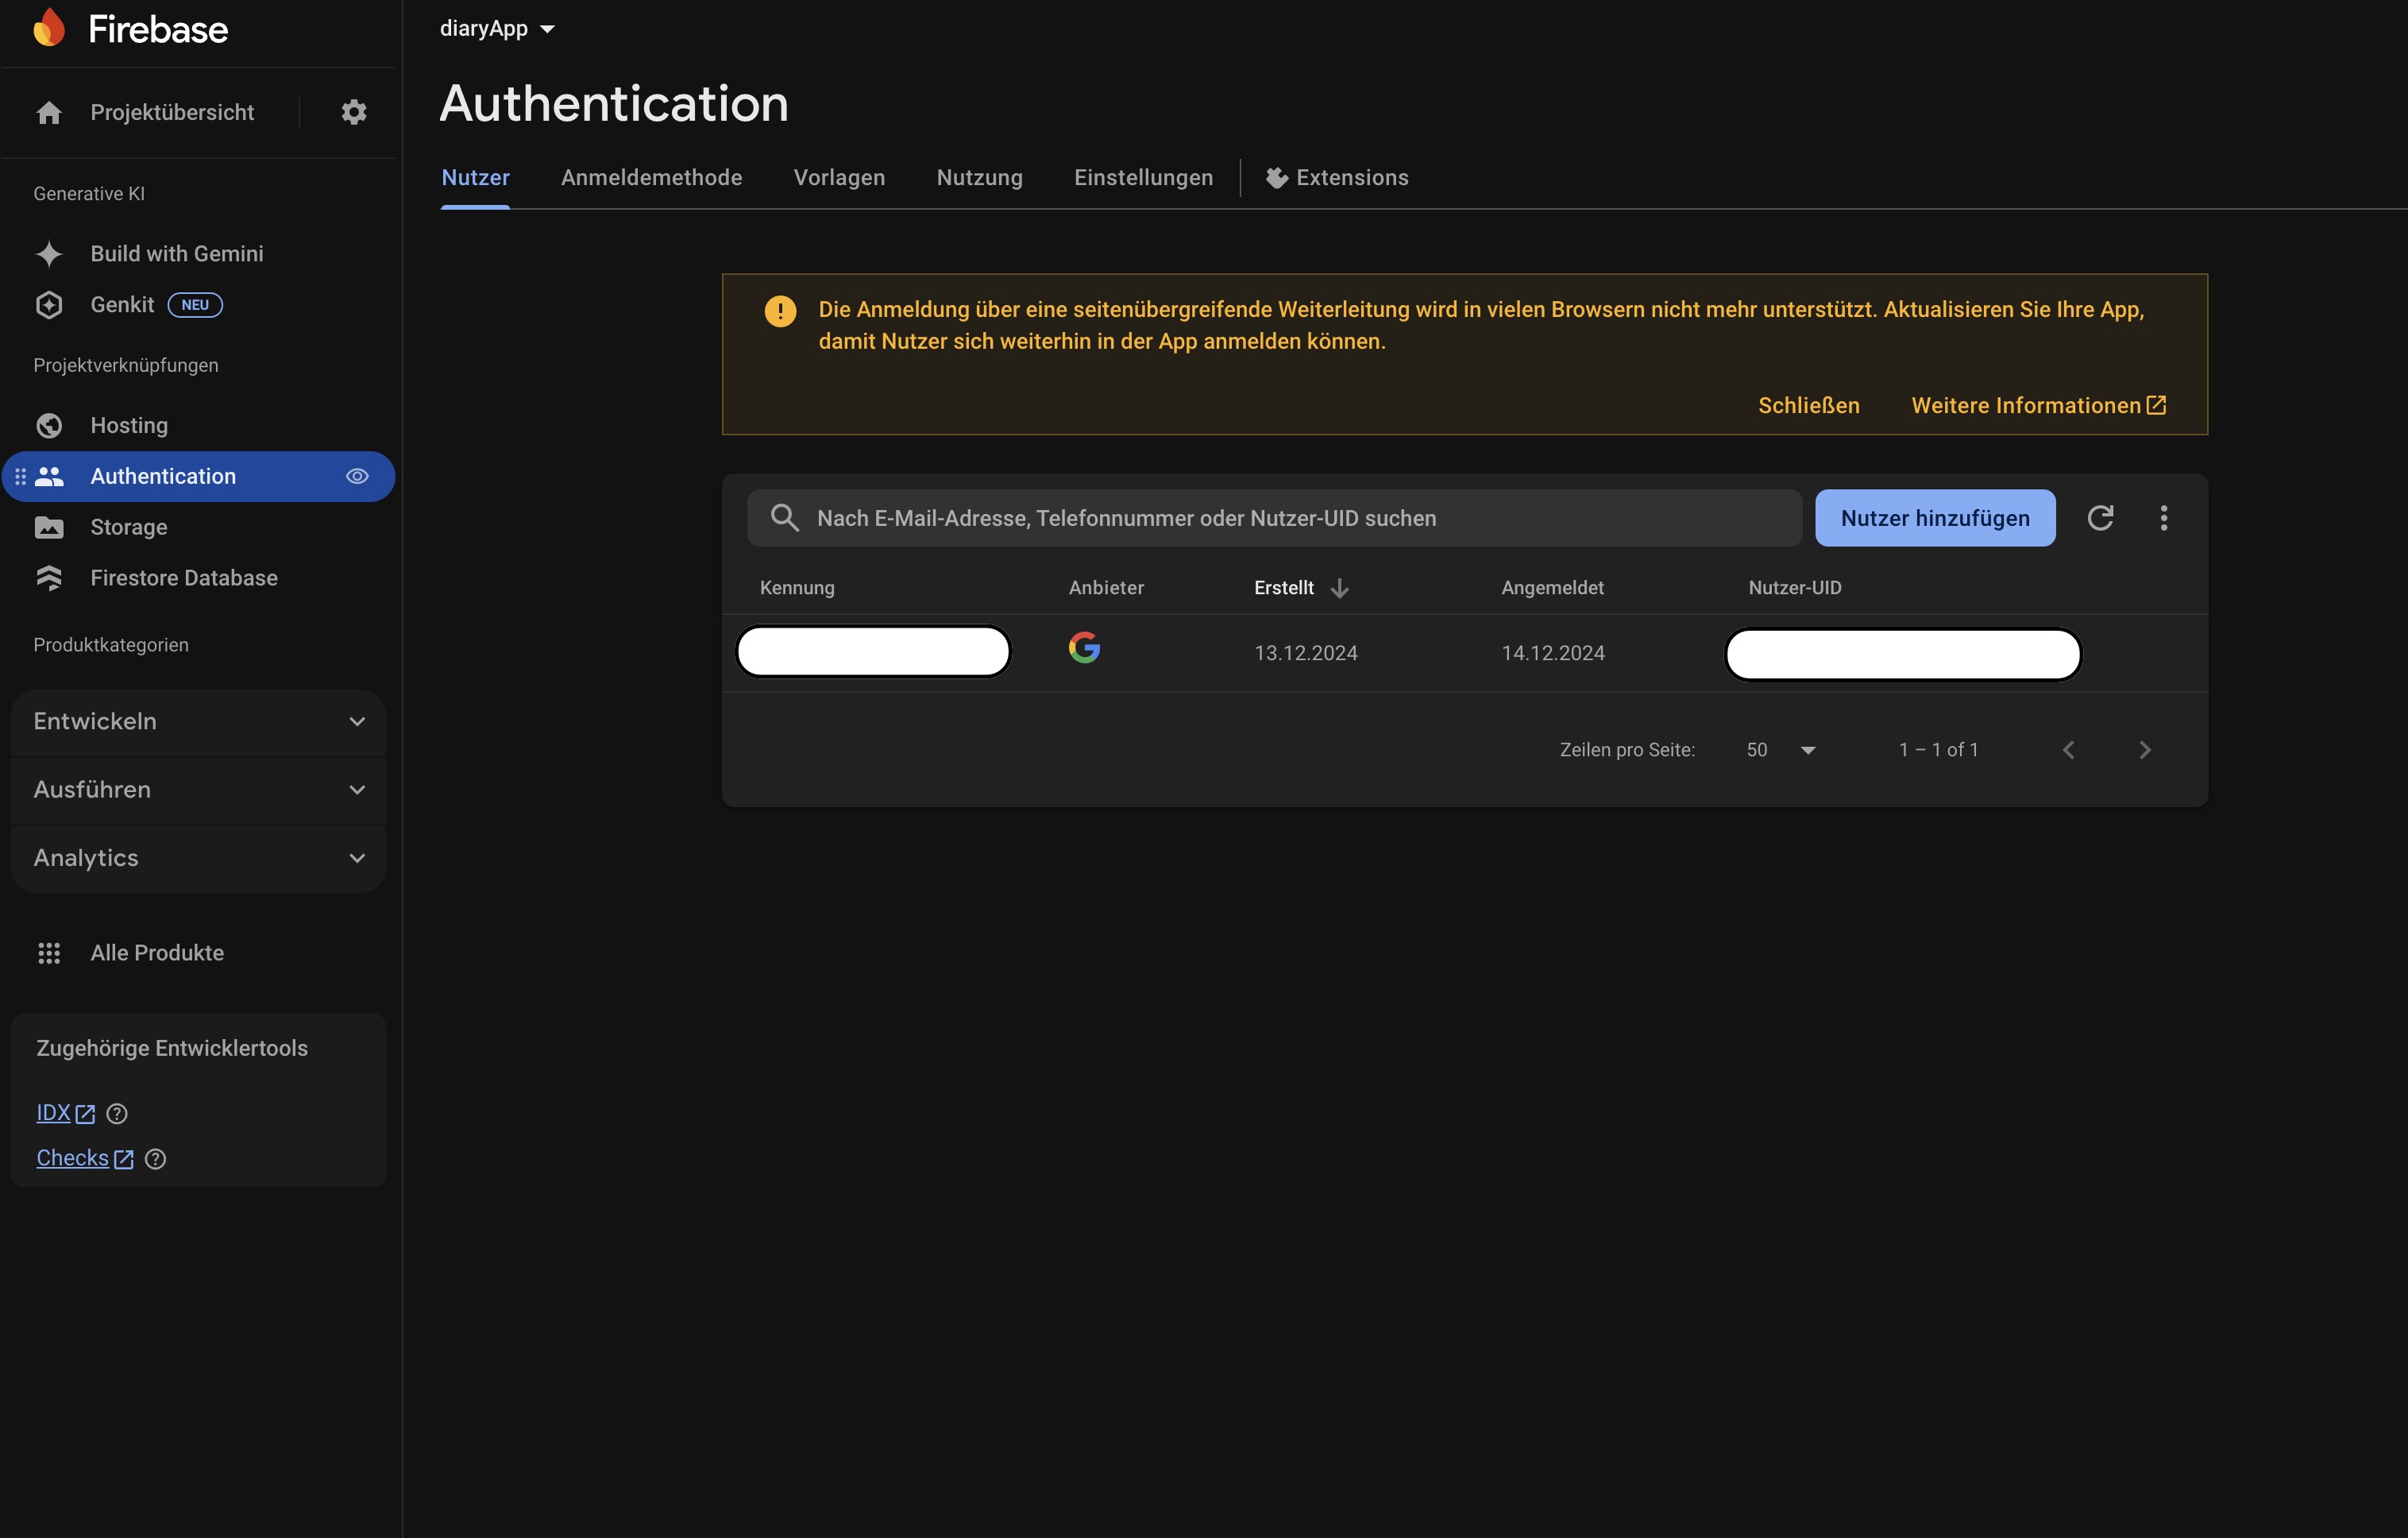 Firebase
Projektübersicht
Generative KI
Build with Gemini
Genkit NEU
Projektverknüpfungen
Hosting
Authentication
Storage
Firestore Database
Produktkategorien
Entwickeln
Ausführen
Analytics
Alle Produkte
Zugehörige Entwicklertools
IDX
Checks
diaryApp
Authentication
Nutzer Anmeldemethode Vorlagen Nutzung Einstellungen Extensions
Die Anmeldung über eine seitenübergreifende Weiterleitung wird in vielen Browsern nicht mehr unterstützt. Aktualisieren Sie Ihre App,
damit Nutzer sich weiterhin in der App anmelden können.
Schließen Weitere Informationen
Nach E-Mail-Adresse, Telefonnummer oder Nutzer-UID suchen Nutzer hinzufügen
Kennung Anbieter Erstellt Angemeldet Nutzer-UID
13.12.2024 14.12.2024
Zeilen pro Seite: 50 1 – 1 of 1